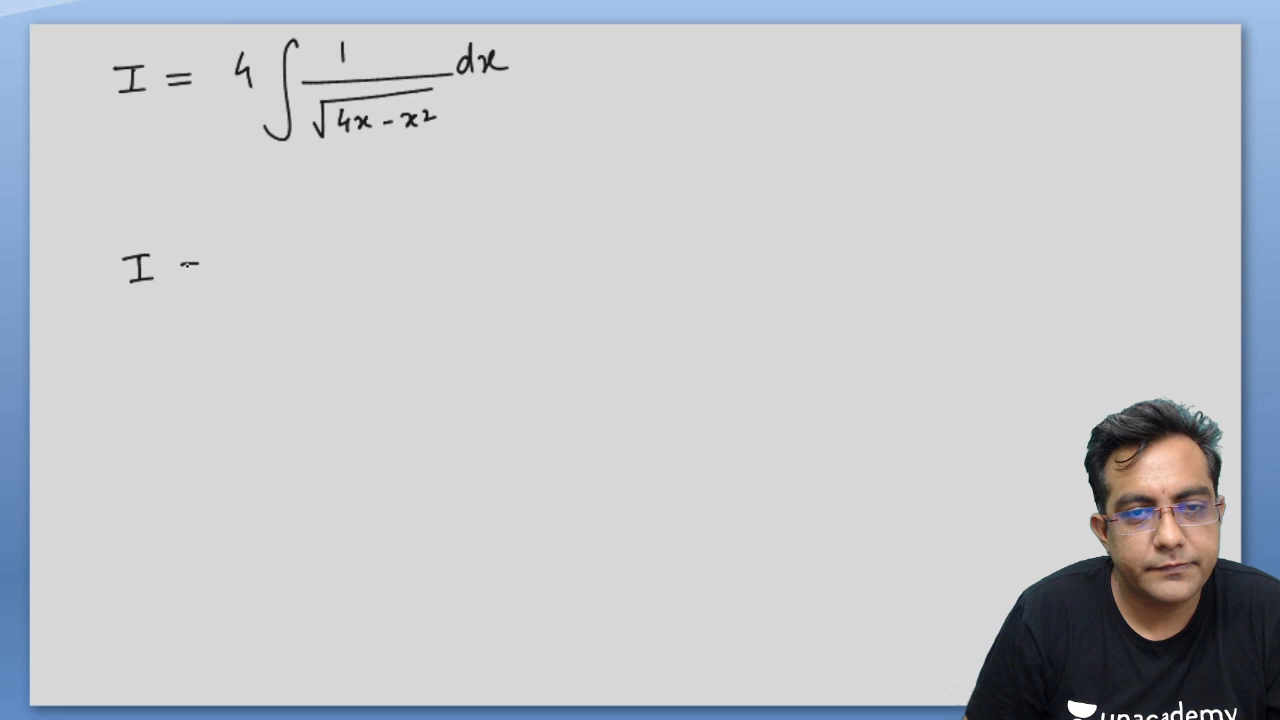 I = 4 ∫ 1/√(4x - x²) dx
I -
unacademy